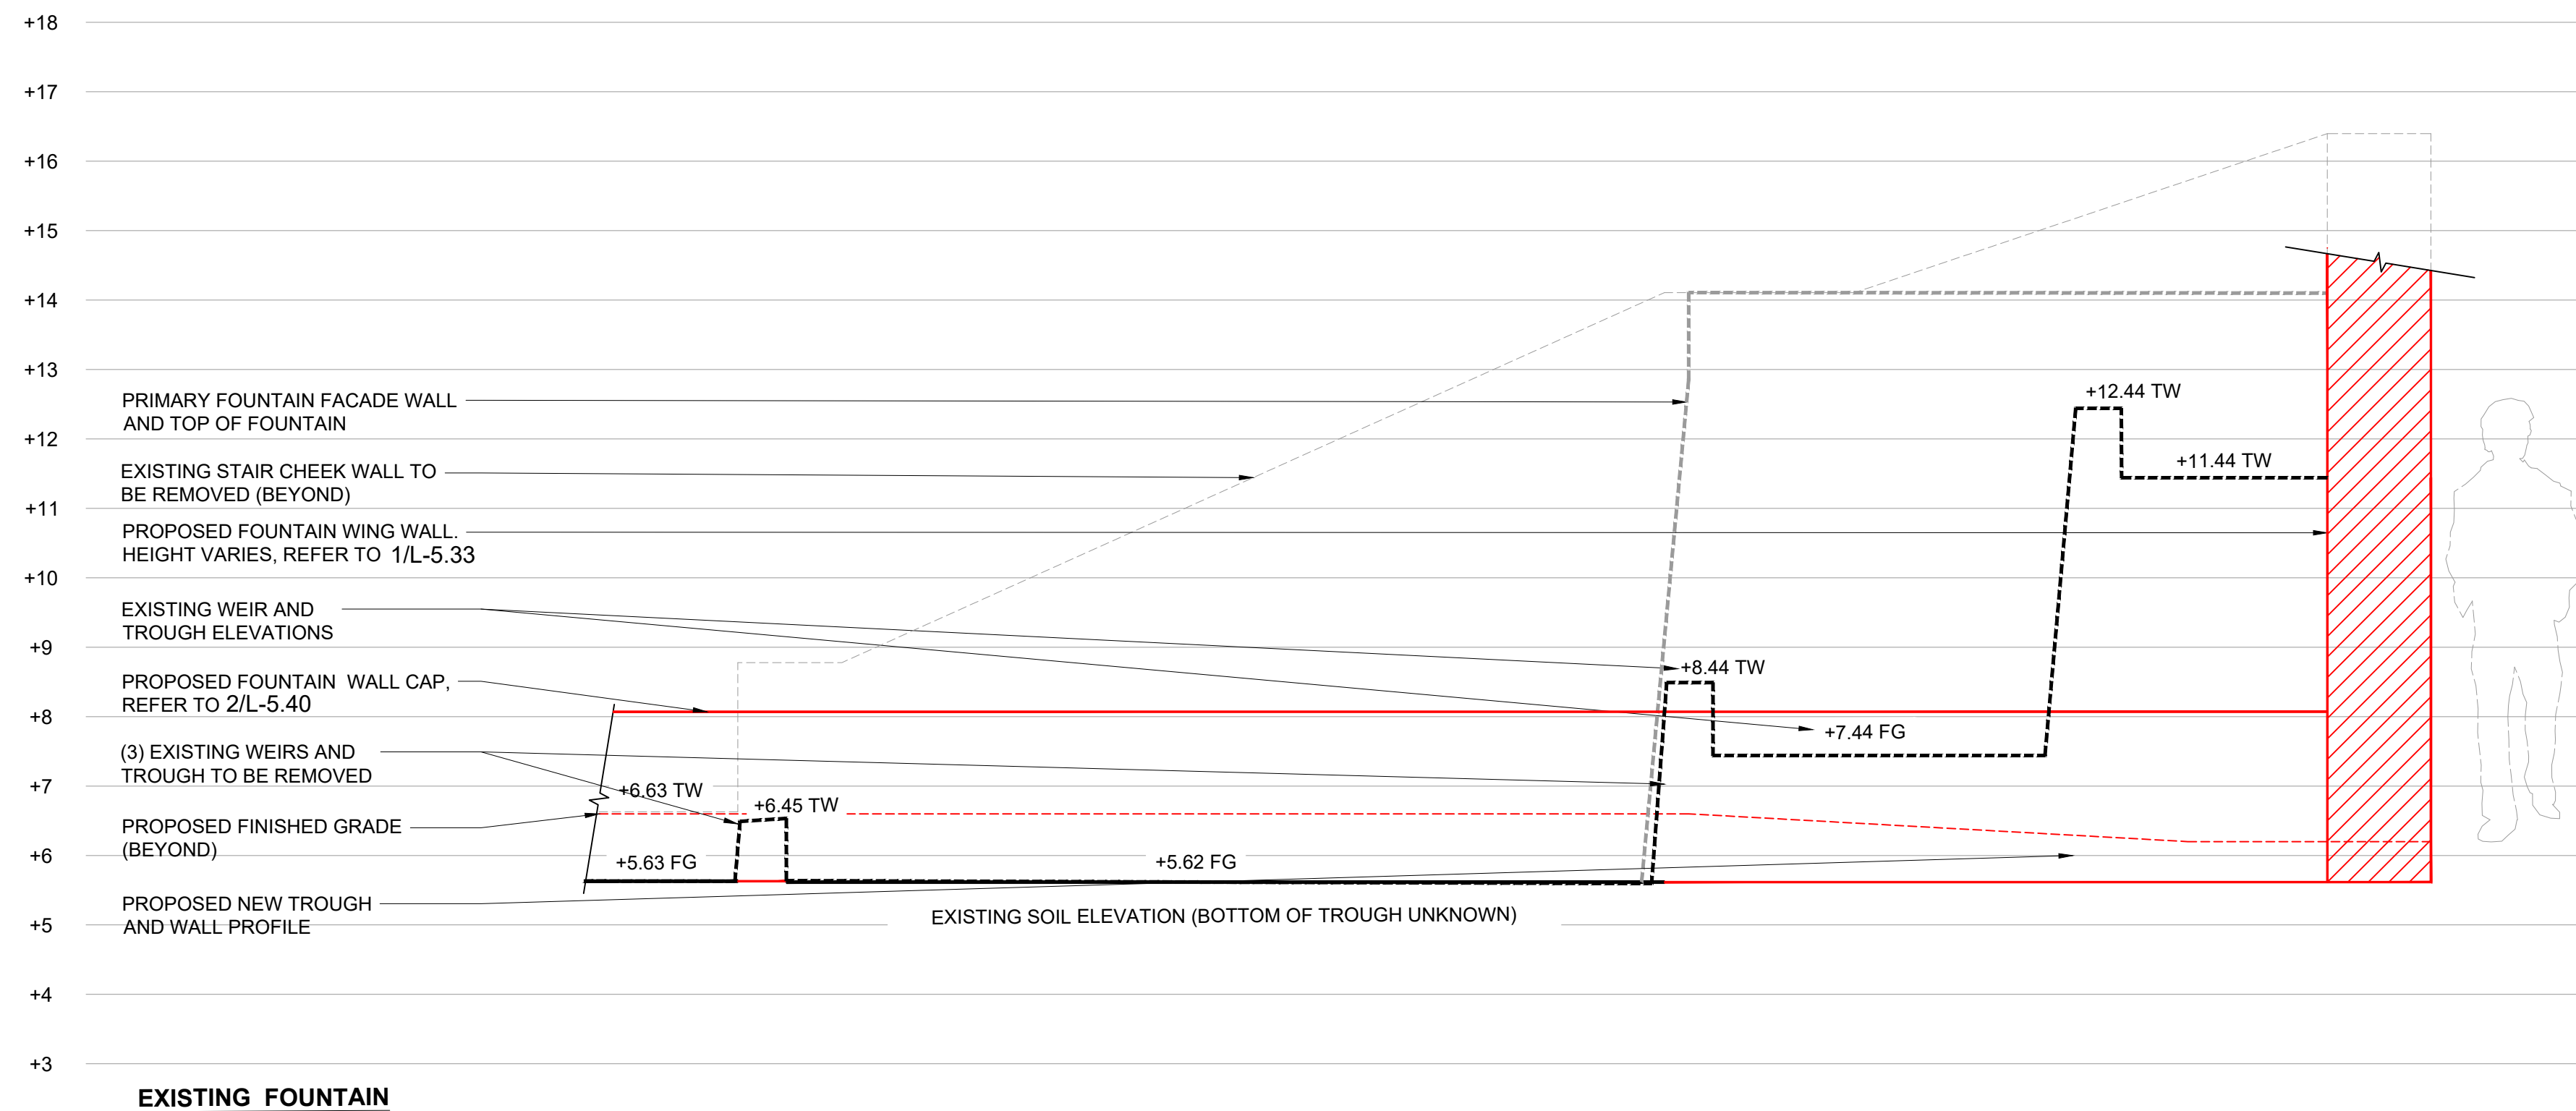 +18
+17
+16
+15
+14
+13
+12.44 TW
PRIMARY FOUNTAIN FACADE WALL
AND TOP OF FOUNTAIN
+12
EXISTING STAIR CHEEK WALL TO
BE REMOVED (BEYOND)
+11.44 TW
+11
PROPOSED FOUNTAIN WING WALL.
HEIGHT VARIES, REFER TO 1/L-5.33
+10
EXISTING WEIR AND
TROUGH ELEVATIONS
+9
+8.44 TW
PROPOSED FOUNTAIN WALL CAP,
REFER TO 2/L-5.40
+8
+7.44 FG
(3) EXISTING WEIRS AND
TROUGH TO BE REMOVED
+7
+6.63 TW
+6.45 TW
PROPOSED FINISHED GRADE
(BEYOND)
+6
+5.63 FG
+5.62 FG
PROPOSED NEW TROUGH
AND WALL PROFILE
EXISTING SOIL ELEVATION (BOTTOM OF TROUGH UNKNOWN)
+5
+4
+3
EXISTING FOUNTAIN